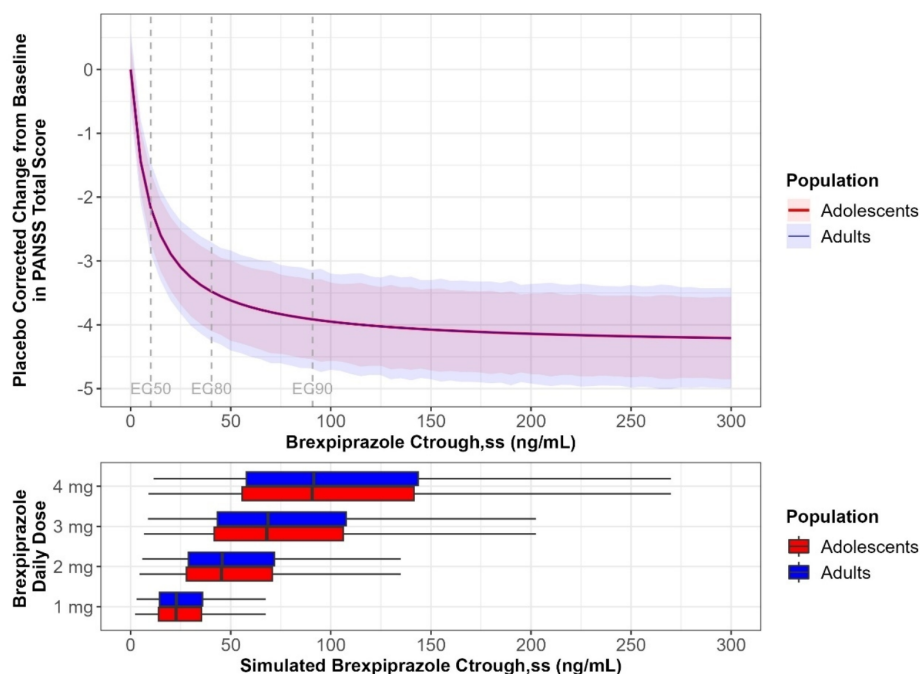 Placebo Corrected Change from Baseline
in PANSS Total Score
0
-1
-2
-3
-4
-5
EC50
EC80
EC90
0
50
100
150
200
250
300
Brexpiprazole Ctrough,ss (ng/mL)
Population
Adolescents
Adults
Brexpiprazole
Daily Dose
4 mg
3 mg
2 mg
1 mg
0
50
100
150
200
250
300
Simulated Brexpiprazole Ctrough,ss (ng/mL)
Population
Adolescents
Adults